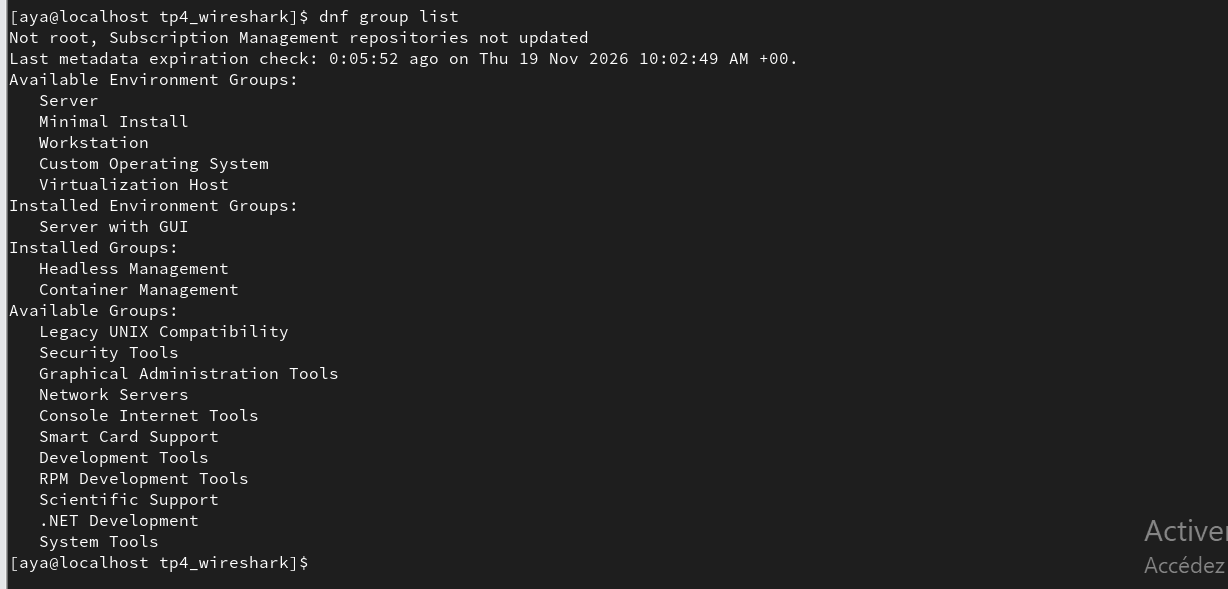 [aya@localhost tp4_wireshark]$ dnf group list
Not root, Subscription Management repositories not updated
Last metadata expiration check: 0:05:52 ago on Thu 19 Nov 2026 10:02:49 AM +00.
Available Environment Groups:
   Server
   Minimal Install
   Workstation
   Custom Operating System
   Virtualization Host
Installed Environment Groups:
   Server with GUI
Installed Groups:
   Headless Management
   Container Management
Available Groups:
   Legacy UNIX Compatibility
   Security Tools
   Graphical Administration Tools
   Network Servers
   Console Internet Tools
   Smart Card Support
   Development Tools
   RPM Development Tools
   Scientific Support
   .NET Development
   System Tools
[aya@localhost tp4_wireshark]$
Activer
Accédez